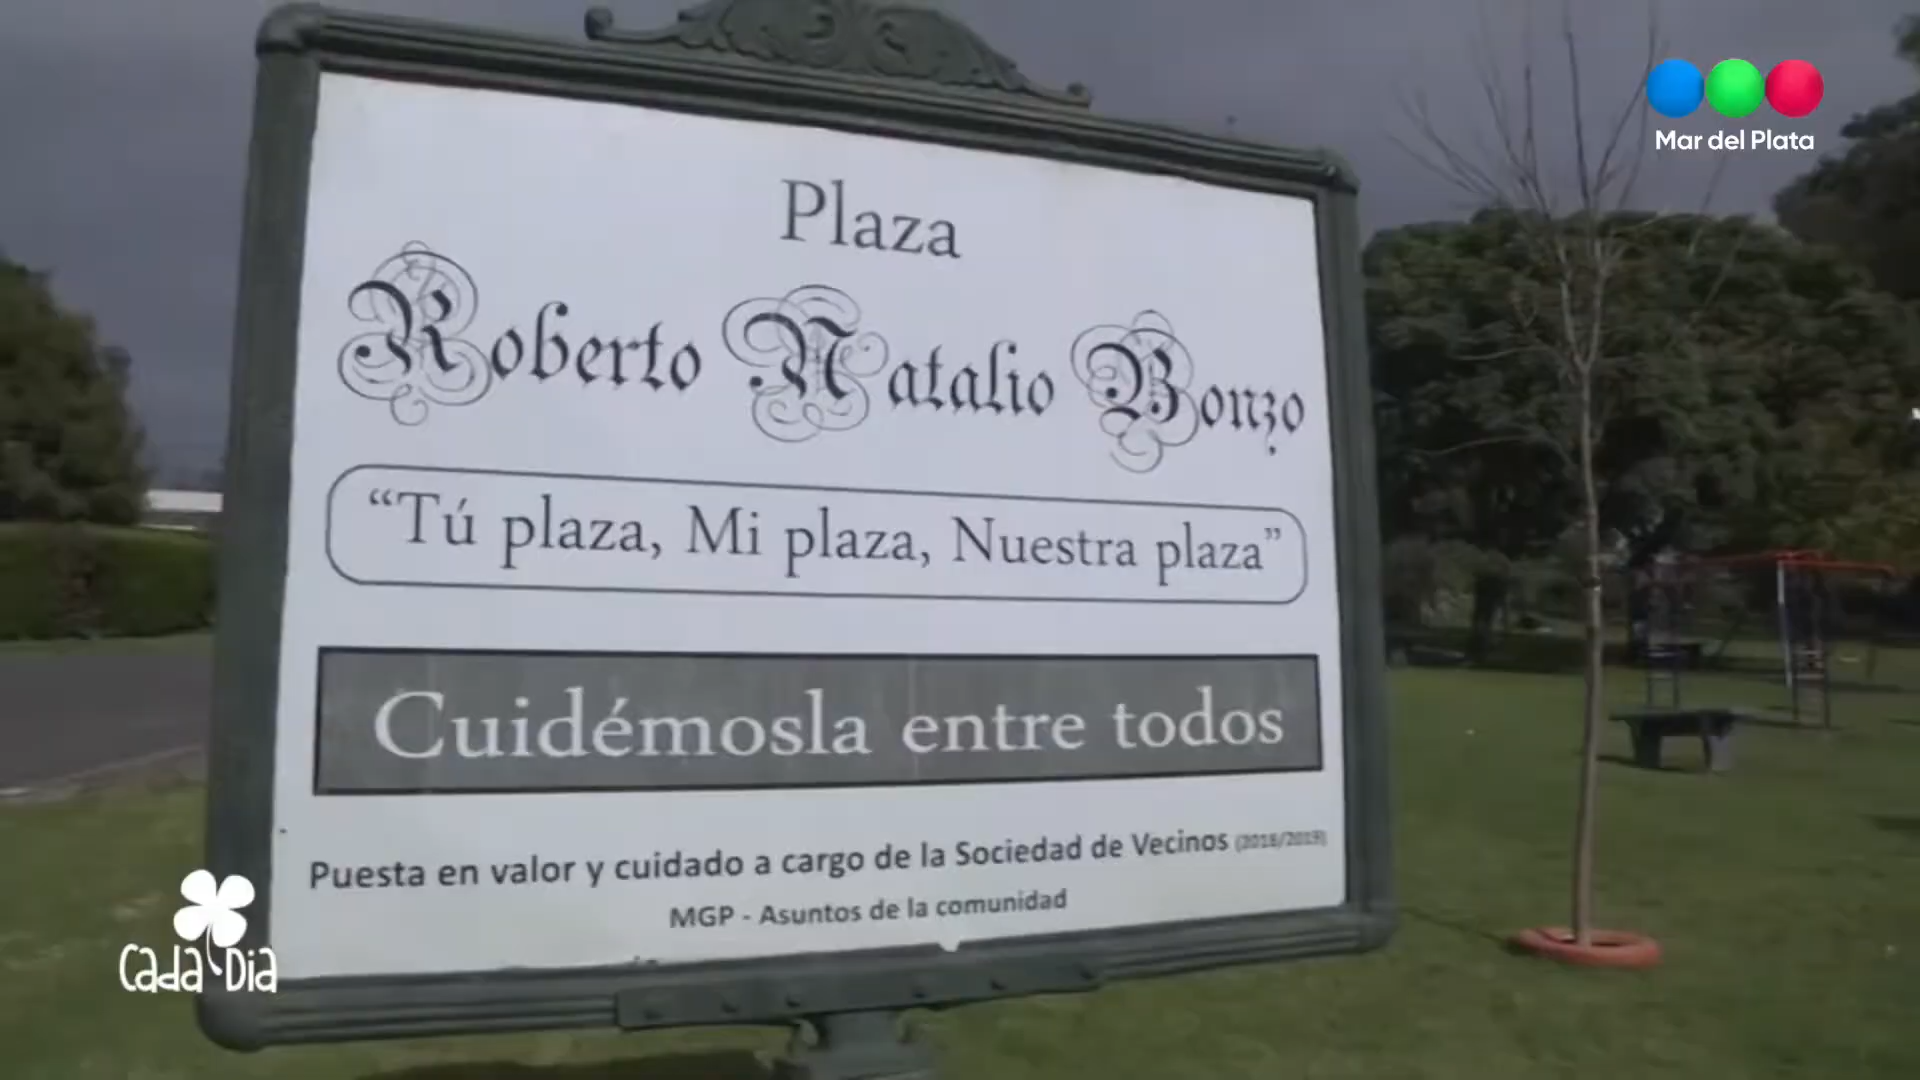 Mar del Plata
Plaza
Roberto Natalio Bonzo
“Tú plaza, Mi plaza, Nuestra plaza”
Cuidémosla entre todos
Puesta en valor y cuidado a cargo de la Sociedad de Vecinos (2018/2019)
MGP - Asuntos de la comunidad
Cada Dia